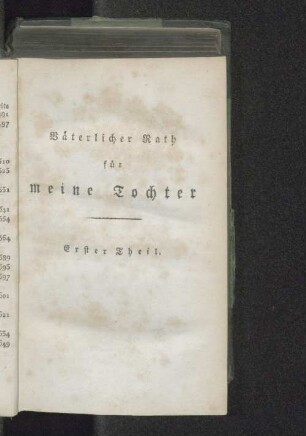 Väterlicher Rath
für
meine Tochter
Erster Theil.